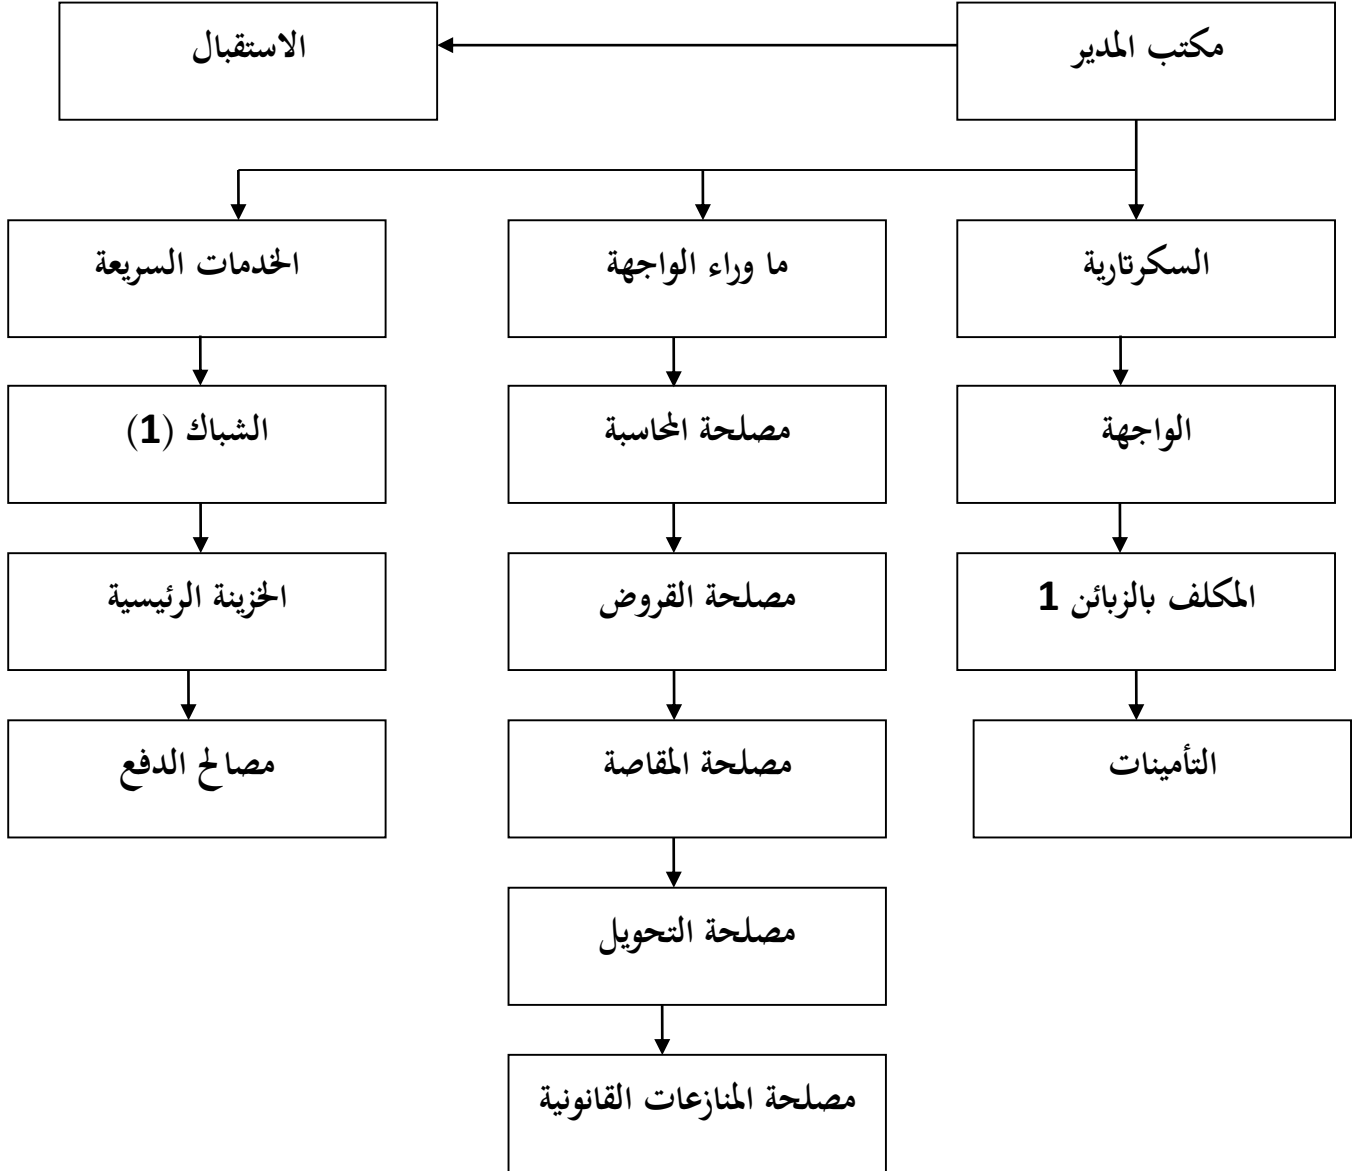 مكتب المدير
الاستقبال
السكرتارية
ما وراء الواجهة
الخدمات السريعة
الواجهة
مصلحة المحاسبة
الشباك (1)
المكلف بالزبائن 1
مصلحة القروض
الخزينة الرئيسية
التأمينات
مصلحة المقاصة
مصالح الدفع
مصلحة التحويل
مصلحة المنازعات القانونية